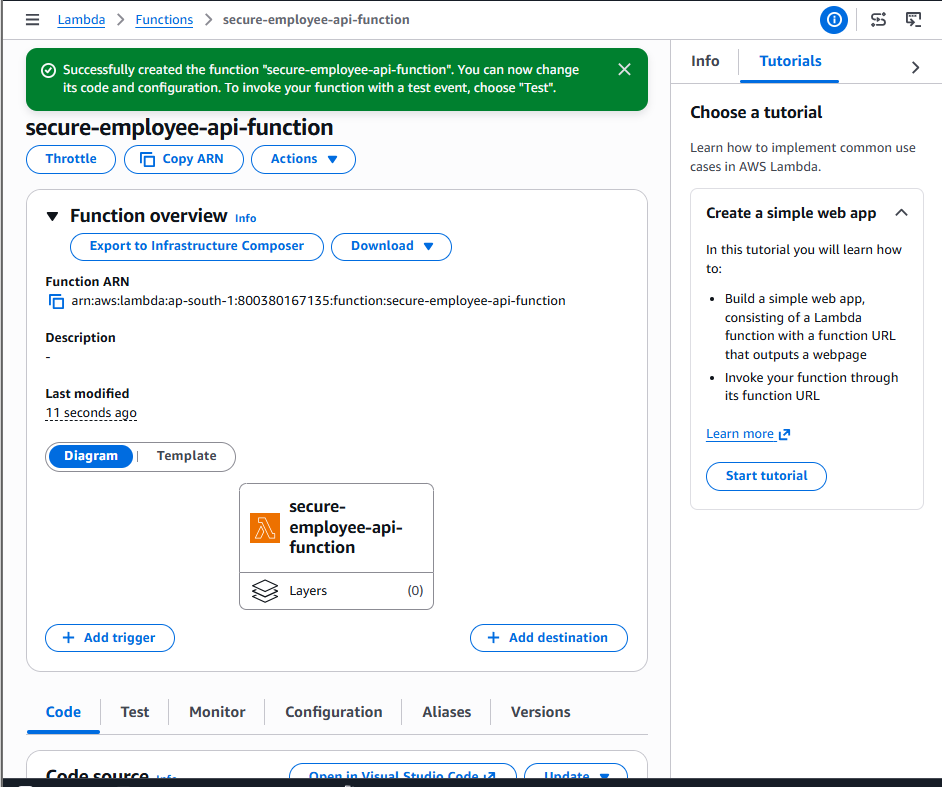 Lambda > Functions > secure-employee-api-function
Info
Tutorials
Successfully created the function "secure-employee-api-function". You can now change
its code and configuration. To invoke your function with a test event, choose "Test".
secure-employee-api-function
Throttle
Copy ARN
Actions
Function overview Info
Export to Infrastructure Composer
Download
Function ARN
arn:aws:lambda:ap-south-1:800380167135:function:secure-employee-api-function
Description
-
Last modified
11 seconds ago
Diagram
Template
secure-
employee-api-
function
Layers
(0)
+ Add trigger
+ Add destination
Code
Test
Monitor
Configuration
Aliases
Versions
Code source Info
Open in Visual Studio Code
Update
Choose a tutorial
Learn how to implement common use
cases in AWS Lambda.
Create a simple web app
In this tutorial you will learn how
to:
• Build a simple web app,
consisting of a Lambda
function with a function URL
that outputs a webpage
• Invoke your function through
its function URL
Learn more
Start tutorial